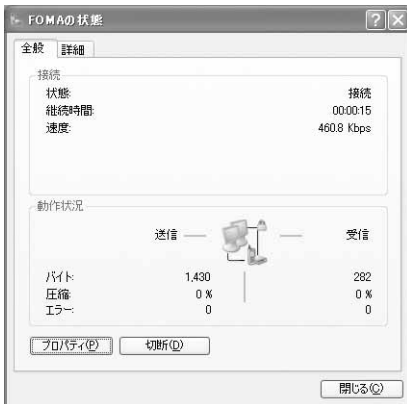 FOMAの状態
全般 詳細
接続
状態: 接続
継続時間: 00:00:15
速度: 460.8 Kbps
動作状況
送信 受信
バイト: 1,430 282
圧縮: 0 % 0 %
エラー: 0 0
プロパティ(P) 切断(D)
閉じる(C)